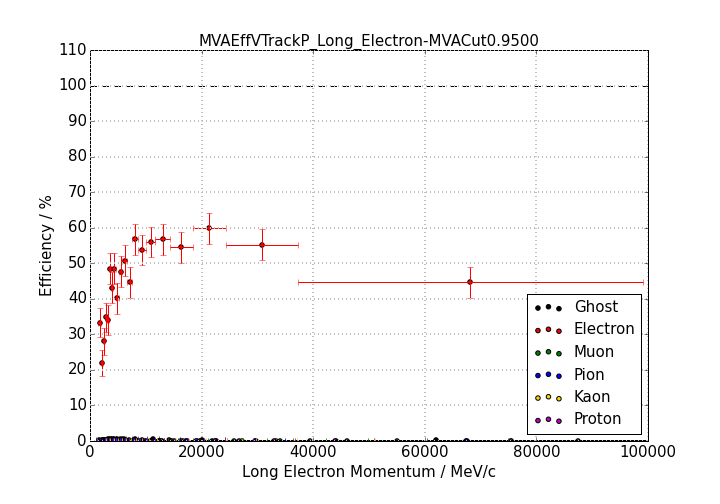 MVAEffVTrackP_Long_Electron-MVACut0.9500
110
100
90
80
70
60
50
40
30
20
10
0
Efficiency / %
Ghost
Electron
Muon
Pion
Kaon
Proton
0 20000 40000 60000 80000 100000
Long Electron Momentum / MeV/c